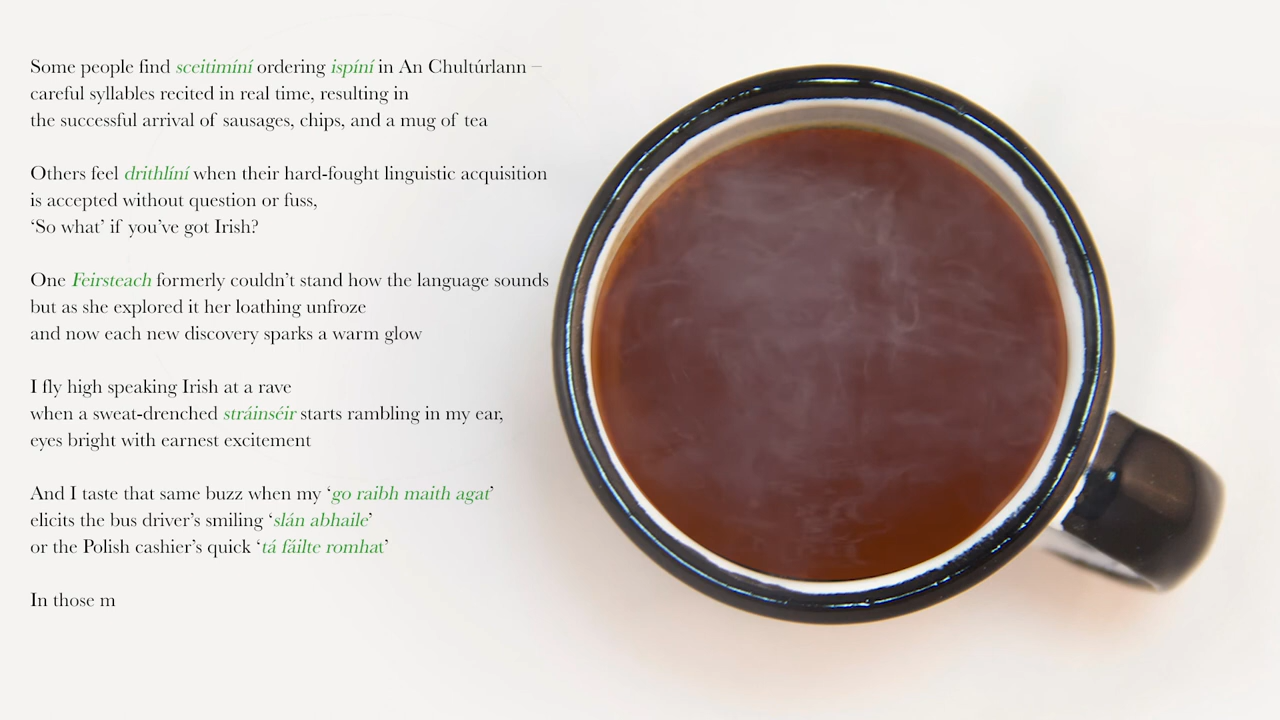 Some people find sceitimíní ordering ispíní in An Chultúrlann –
careful syllables recited in real time, resulting in
the successful arrival of sausages, chips, and a mug of tea
Others feel drithlíní when their hard-fought linguistic acquisition
is accepted without question or fuss,
‘So what’ if you’ve got Irish?
One Feirsteach formerly couldn’t stand how the language sounds
but as she explored it her loathing unfroze
and now each new discovery sparks a warm glow
I fly high speaking Irish at a rave
when a sweat-drenched stráinséir starts rambling in my ear,
eyes bright with earnest excitement
And I taste that same buzz when my ‘go raibh maith agat’
elicits the bus driver’s smiling ‘slán abhaile’
or the Polish cashier’s quick ‘tá fáilte romhat’
In those m